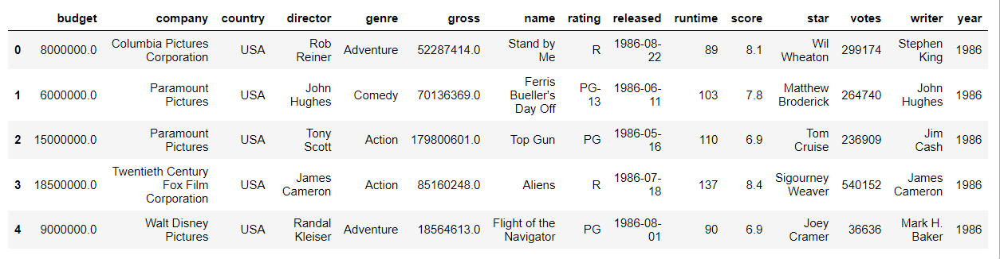 budget company country director genre gross name rating released runtime score star votes writer year
0 8000000.0 Columbia Pictures Corporation USA Rob Reiner Adventure 52287414.0 Stand by Me R 1986-08-22 89 8.1 Wil Wheaton 299174 Stephen King 1986
1 6000000.0 Paramount Pictures USA John Hughes Comedy 70136369.0 Ferris Bueller's Day Off PG-13 1986-06-11 103 7.8 Matthew Broderick 264740 John Hughes 1986
2 15000000.0 Paramount Pictures USA Tony Scott Action 179800601.0 Top Gun PG 1986-05-16 110 6.9 Tom Cruise 236909 Jim Cash 1986
3 18500000.0 Twentieth Century Fox Film Corporation USA James Cameron Action 85160248.0 Aliens R 1986-07-18 137 8.4 Sigourney Weaver 540152 James Cameron 1986
4 9000000.0 Walt Disney Pictures USA Randal Kleiser Adventure 18564613.0 Flight of the Navigator PG 1986-08-01 90 6.9 Joey Cramer 36636 Mark H. Baker 1986